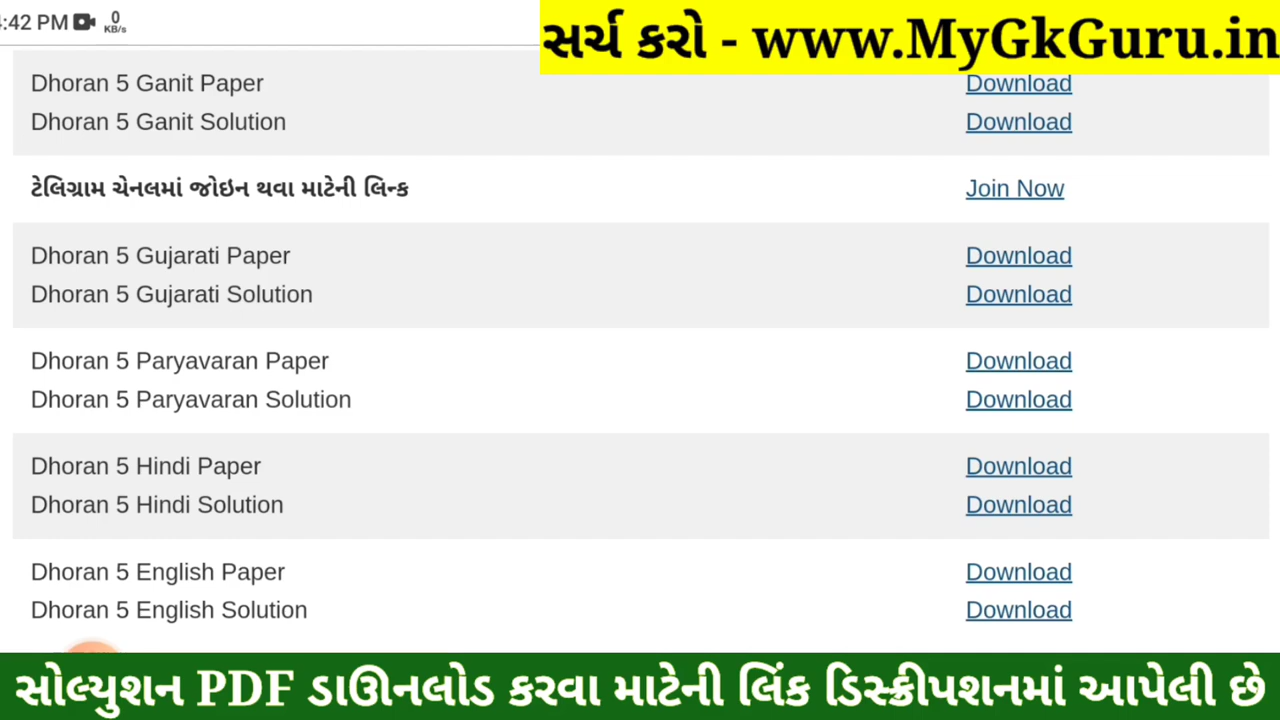 :42 PM 0 KB/s
સર્ચ કરો - www.MyGkGuru.in
Dhoran 5 Ganit Paper Download
Dhoran 5 Ganit Solution Download
ટેલિગ્રામ ચેનલમાં જોઇન થવા માટેની લિન્ક Join Now
Dhoran 5 Gujarati Paper Download
Dhoran 5 Gujarati Solution Download
Dhoran 5 Paryavaran Paper Download
Dhoran 5 Paryavaran Solution Download
Dhoran 5 Hindi Paper Download
Dhoran 5 Hindi Solution Download
Dhoran 5 English Paper Download
Dhoran 5 English Solution Download
સોલ્યુશન PDF ડાઊનલોડ કરવા માટેની લિંક ડિસ્ક્રીપશનમાં આપેલી છે